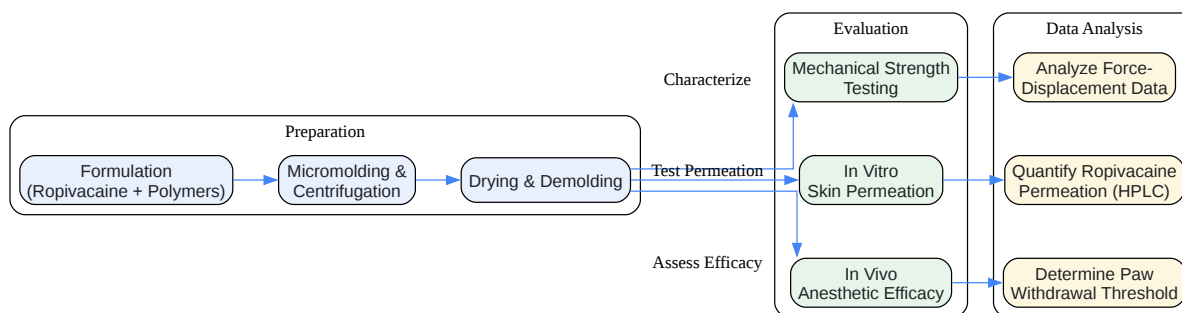 Preparation
Formulation
(Ropivacaine + Polymers)
Micromolding &
Centrifugation
Drying & Demolding
Characterize
Test Permeation
Assess Efficacy
Evaluation
Mechanical Strength
Testing
In Vitro
Skin Permeation
In Vivo
Anesthetic Efficacy
Data Analysis
Analyze Force-
Displacement Data
Quantify Ropivacaine
Permeation (HPLC)
Determine Paw
Withdrawal Threshold